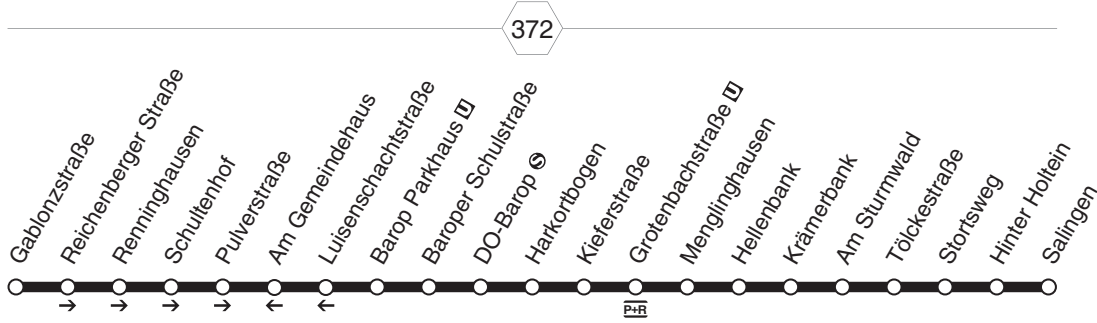 372
Gablonzstraße
Reichenberger Straße
Renninghausen
Schultenhof
Pulverstraße
Am Gemeindehaus
Luisenschachtstraße
Barop Parkhaus U
Baroper Schulstraße
DO-Barop S
Harkortbogen
Kieferstraße
Grotenbachstraße U
Menglinghausen
Hellenbank
Krämerbank
Am Sturmwald
Tölckestraße
Stortsweg
Hinter Holtein
Salingen
→ → → → ← ←
P+R